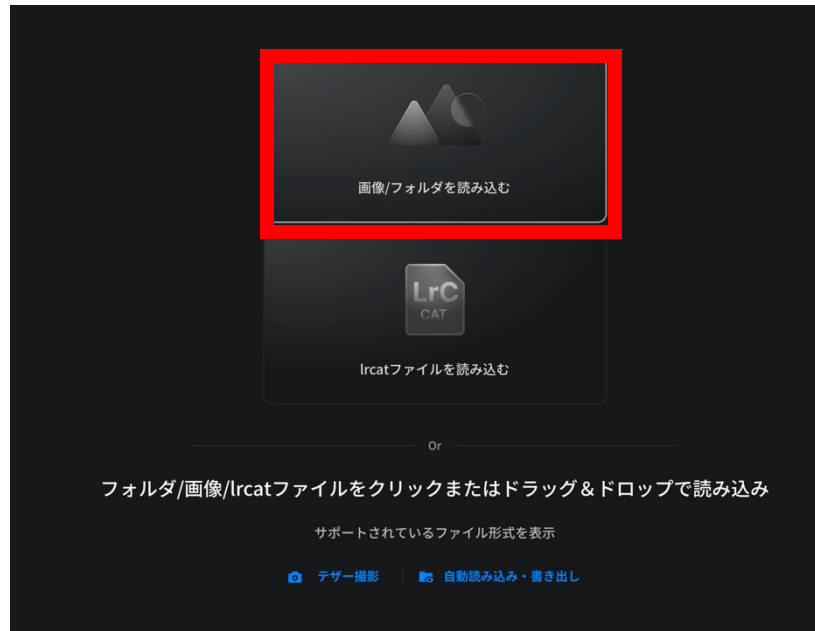 画像/フォルダを読み込む
LrC
CAT
lrcatファイルを読み込む
Or
フォルダ/画像/lrcatファイルをクリックまたはドラッグ&ドロップで読み込み
サポートされているファイル形式を表示
テザー撮影 自動読み込み・書き出し